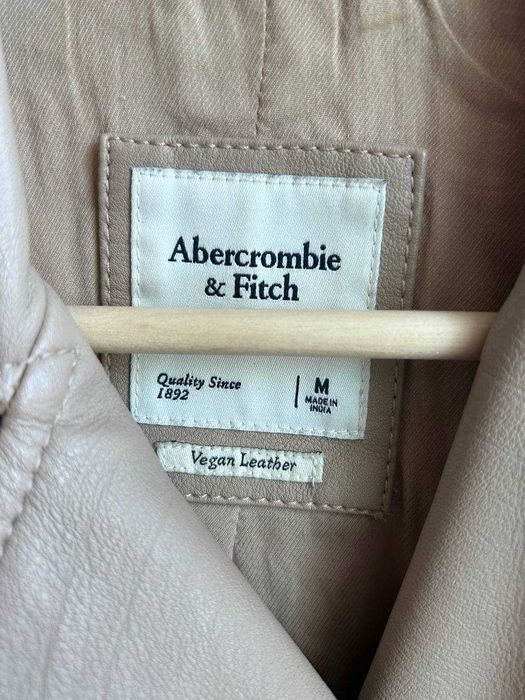 Abercrombie
& Fitch
Quality Since
1892
M
MADE IN
INDIA
Vegan Leather